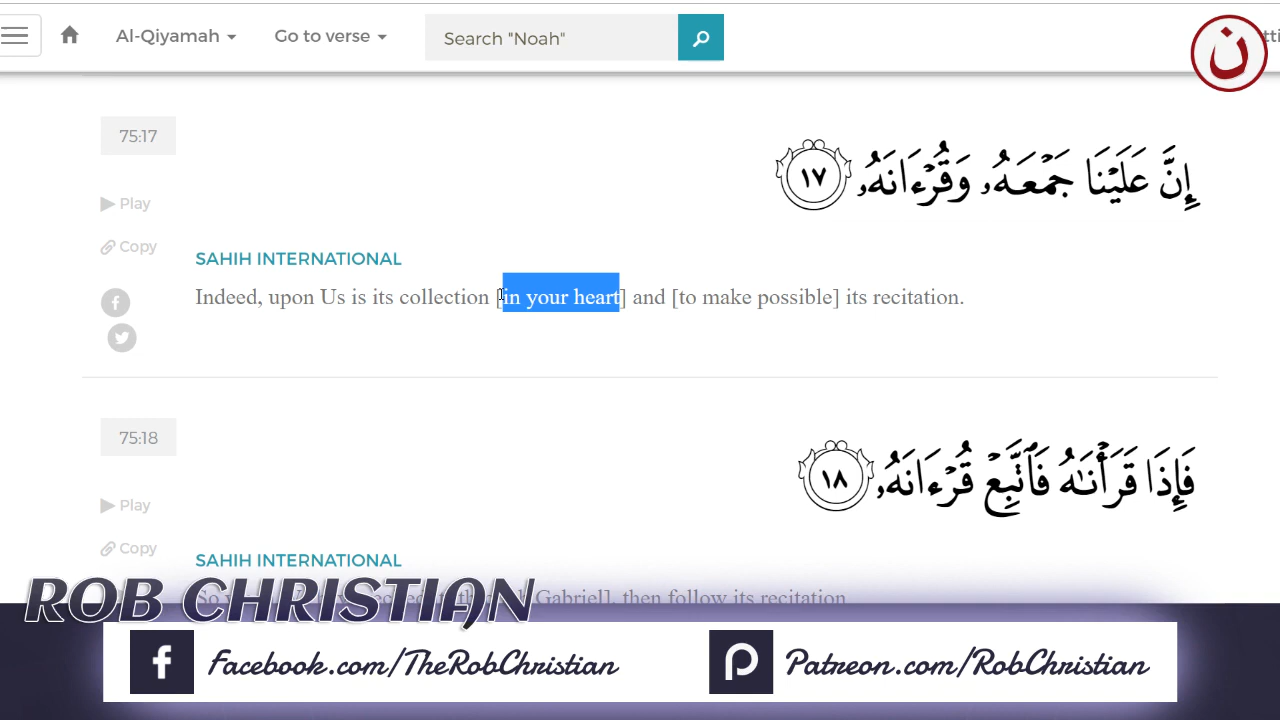 Al-Qiyamah
Go to verse
Search "Noah"
ن
75:17
إِنَّ عَلَيْنَا جَمْعَهُۥ وَقُرْءَانَهُۥ ١٧
Play
Copy
SAHIH INTERNATIONAL
Indeed, upon Us is its collection [in your heart] and [to make possible] its recitation.
75:18
فَإِذَا قَرَأْنَٰهُ فَٱتَّبِعْ قُرْءَانَهُۥ ١٨
Play
Copy
SAHIH INTERNATIONAL
Gabriel], then follow its recitation.
ROB CHRISTIAN
Facebook.com/TheRobChristian
Patreon.com/RobChristian